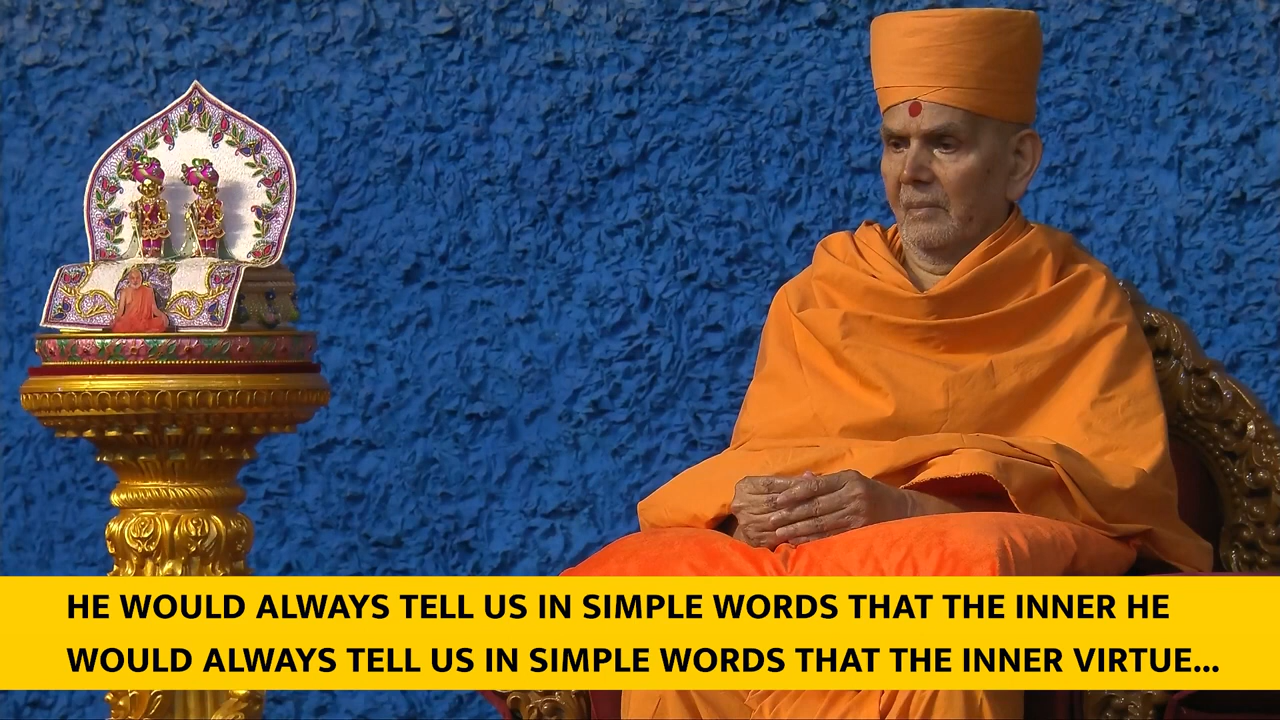 HE WOULD ALWAYS TELL US IN SIMPLE WORDS THAT THE INNER HE
WOULD ALWAYS TELL US IN SIMPLE WORDS THAT THE INNER VIRTUE...